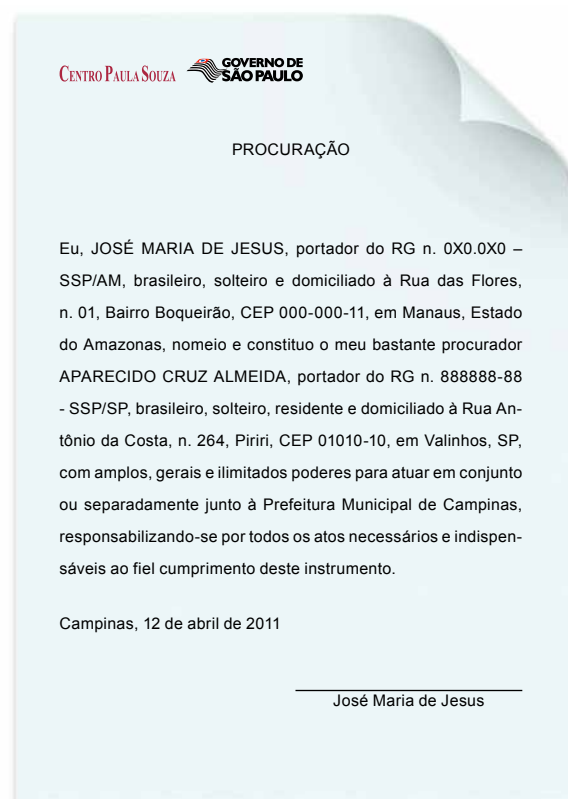 CENTRO PAULA SOUZA
GOVERNO DE
SÃO PAULO
PROCURAÇÃO
Eu, JOSÉ MARIA DE JESUS, portador do RG n. 0X0.0X0 –
SSP/AM, brasileiro, solteiro e domiciliado à Rua das Flores,
n. 01, Bairro Boqueirão, CEP 000-000-11, em Manaus, Estado
do Amazonas, nomeio e constituo o meu bastante procurador
APARECIDO CRUZ ALMEIDA, portador do RG n. 888888-88
- SSP/SP, brasileiro, solteiro, residente e domiciliado à Rua An-
tônio da Costa, n. 264, Piriri, CEP 01010-10, em Valinhos, SP,
com amplos, gerais e ilimitados poderes para atuar em conjunto
ou separadamente junto à Prefeitura Municipal de Campinas,
responsabilizando-se por todos os atos necessários e indispen-
sáveis ao fiel cumprimento deste instrumento.
Campinas, 12 de abril de 2011
José Maria de Jesus